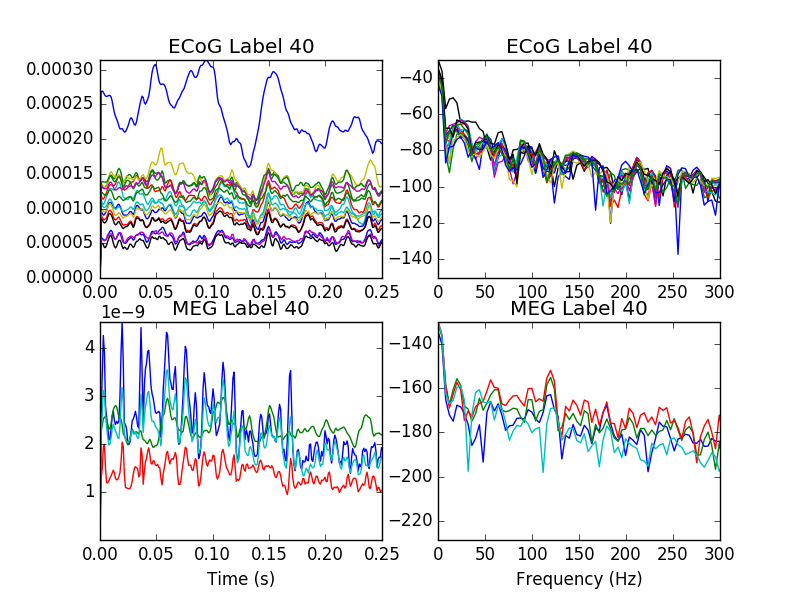 ECoG Label 40
0.00030
0.00025
0.00020
0.00015
0.00010
0.00005
0.00000
0.00 0.05 0.10 0.15 0.20 0.25
ECoG Label 40
−40
−60
−80
−100
−120
−140
0 50 100 150 200 250 300
MEG Label 40
1e−9
4
3
2
1
0.00 0.05 0.10 0.15 0.20 0.25
Time (s)
MEG Label 40
−140
−160
−180
−200
−220
0 50 100 150 200 250 300
Frequency (Hz)